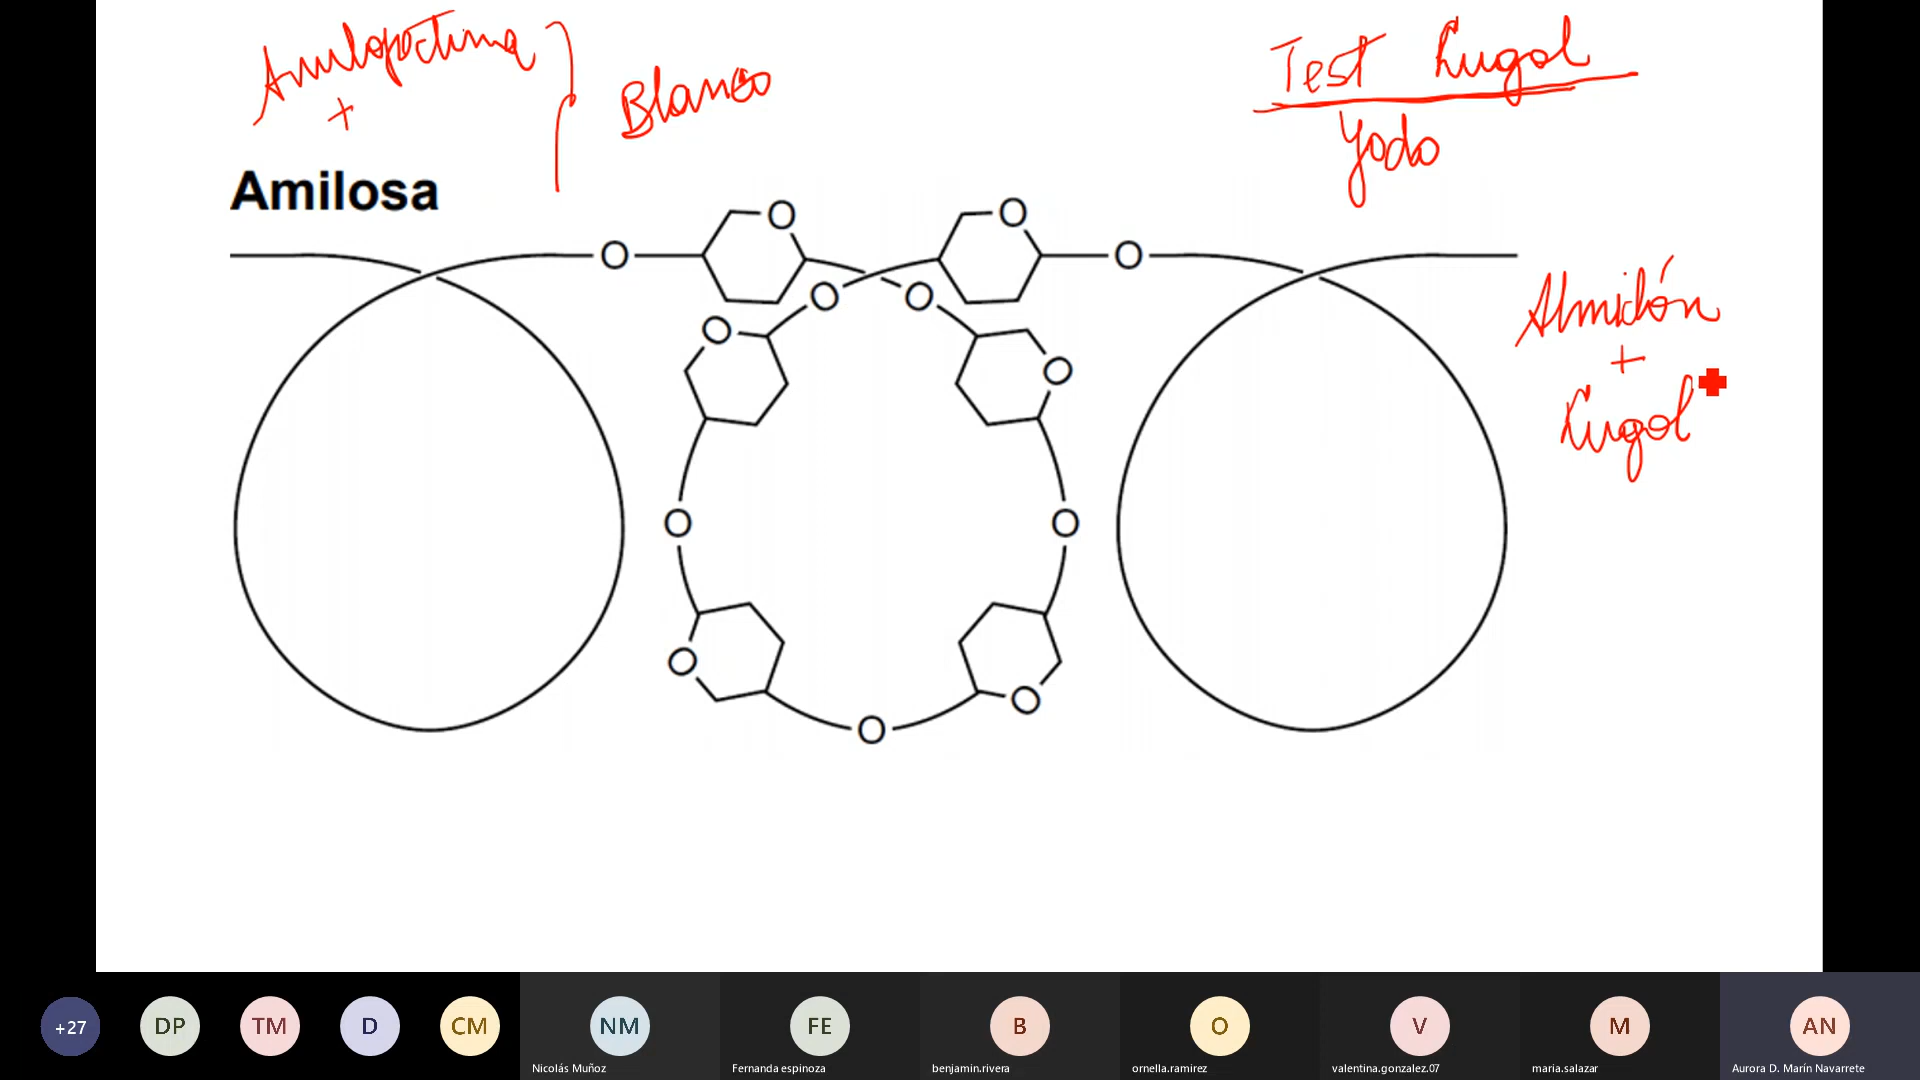 Amilopectina
+
Blanco
Test Lugol
Yodo
Amilosa
O
O
O
O
O
O
O
O
O
O
O
O
O
Almidón
+
Lugol
+27
DP
TM
D
CM
NM
FE
B
O
V
M
AN
Nicolás Muñoz
Fernanda espinoza
benjamin.rivera
ornella.ramirez
valentina.gonzalez.07
maria.salazar
Aurora D. Marín Navarrete